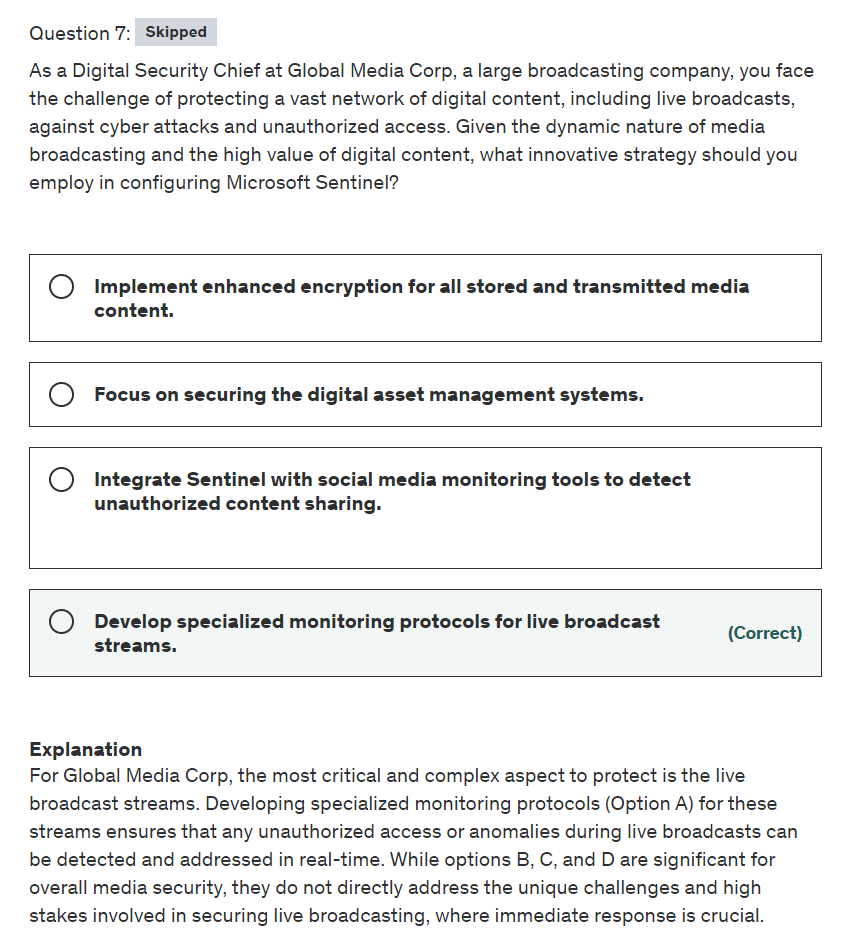 Question 7: Skipped
As a Digital Security Chief at Global Media Corp, a large broadcasting company, you face
the challenge of protecting a vast network of digital content, including live broadcasts,
against cyber attacks and unauthorized access. Given the dynamic nature of media
broadcasting and the high value of digital content, what innovative strategy should you
employ in configuring Microsoft Sentinel?
Implement enhanced encryption for all stored and transmitted media
content.
Focus on securing the digital asset management systems.
Integrate Sentinel with social media monitoring tools to detect
unauthorized content sharing.
Develop specialized monitoring protocols for live broadcast
streams.
(Correct)
Explanation
For Global Media Corp, the most critical and complex aspect to protect is the live
broadcast streams. Developing specialized monitoring protocols (Option A) for these
streams ensures that any unauthorized access or anomalies during live broadcasts can
be detected and addressed in real-time. While options B, C, and D are significant for
overall media security, they do not directly address the unique challenges and high
stakes involved in securing live broadcasting, where immediate response is crucial.